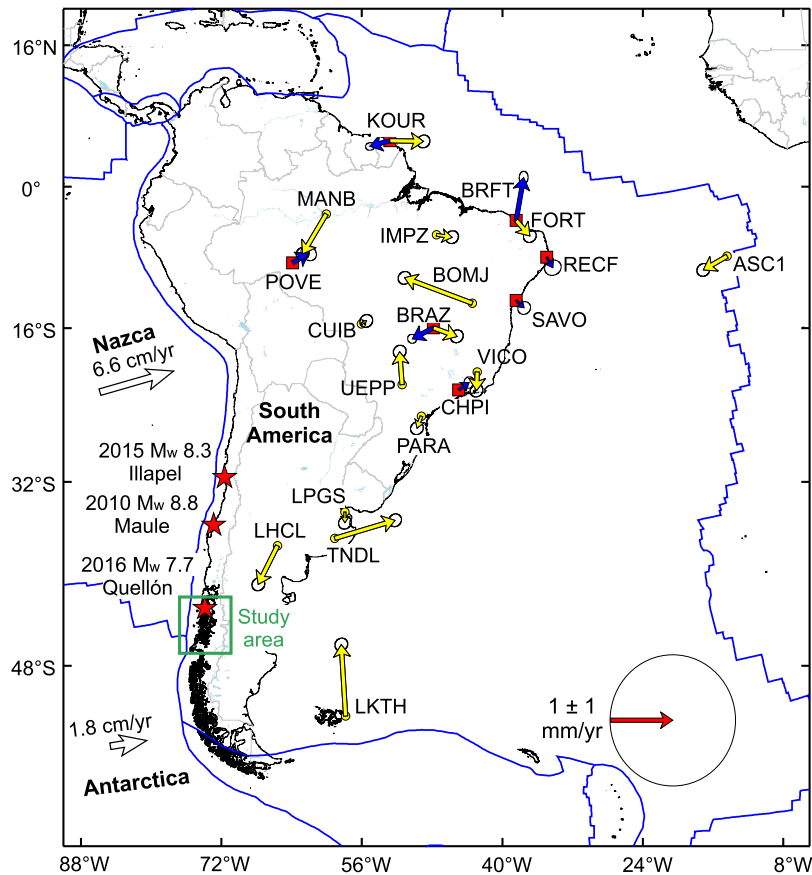 16°N
KOUR
0°
BRFT
MANB
FORT
IMPZ
RECF
ASC1
BOMJ
POVE
BRAZ
SAVO
16°S
CUIB
Nazca
6.6 cm/yr
VICO
UEPP
CHPI
South
America
PARA
2015 Mw 8.3
Illapel
32°S
LPGS
2010 Mw 8.8
Maule
LHCL
TNDL
2016 Mw 7.7
Quellón
Study
area
48°S
LKTH
1 ± 1
mm/yr
1.8 cm/yr
Antarctica
88°W
72°W
56°W
40°W
24°W
8°W